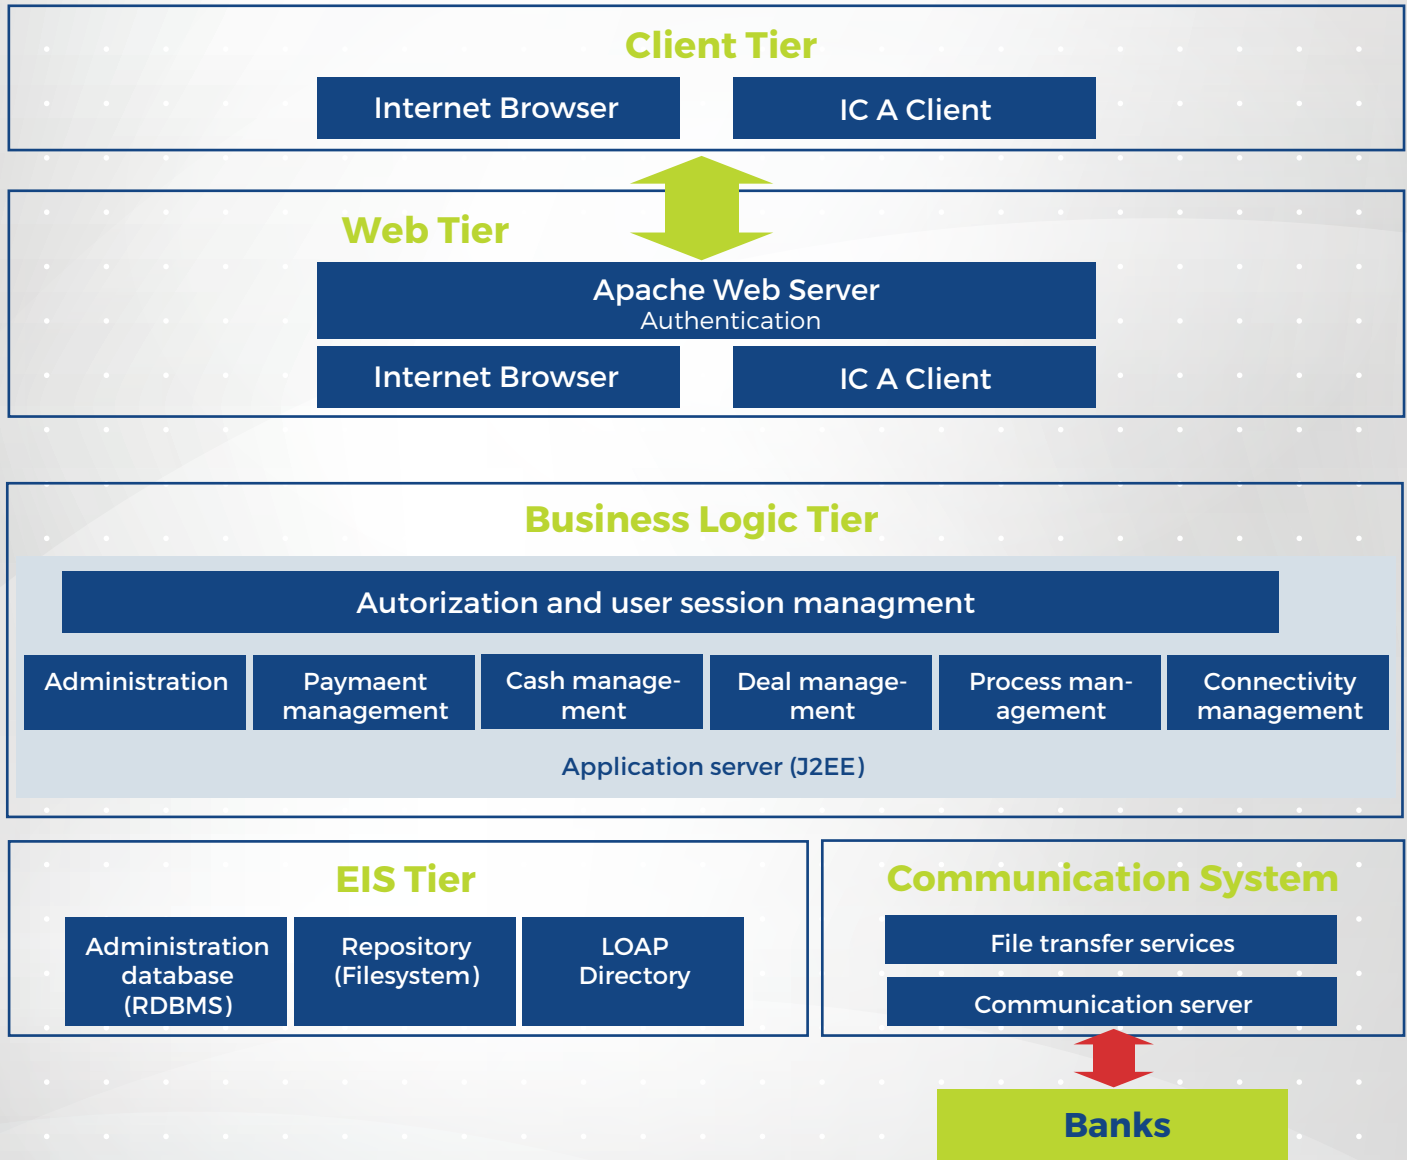 Client Tier
Internet Browser
IC A Client
Web Tier
Apache Web Server
Authentication
Internet Browser
IC A Client
Business Logic Tier
Autorization and user session managment
Administration
Paymaent
management
Cash manage-
ment
Deal manage-
ment
Process man-
agement
Connectivity
management
Application server (J2EE)
EIS Tier
Administration
database
(RDBMS)
Repository
(Filesystem)
LOAP
Directory
Communication System
File transfer services
Communication server
Banks